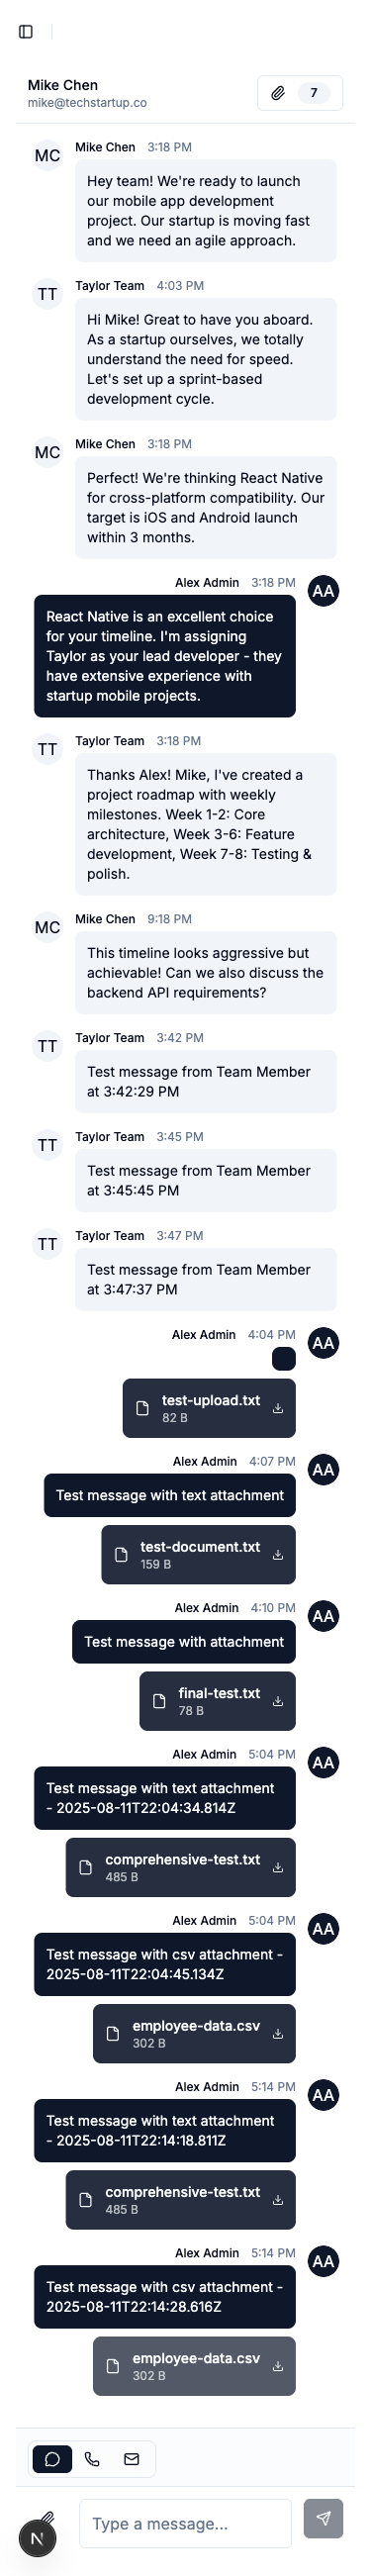 Mike Chen
mike@techstartup.co
7
MC
Mike Chen 3:18 PM
Hey team! We're ready to launch
our mobile app development
project. Our startup is moving fast
and we need an agile approach.
TT
Taylor Team 4:03 PM
Hi Mike! Great to have you aboard.
As a startup ourselves, we totally
understand the need for speed.
Let's set up a sprint-based
development cycle.
MC
Mike Chen 3:18 PM
Perfect! We're thinking React Native
for cross-platform compatibility. Our
target is iOS and Android launch
within 3 months.
Alex Admin 3:18 PM
AA
React Native is an excellent choice
for your timeline. I'm assigning
Taylor as your lead developer - they
have extensive experience with
startup mobile projects.
TT
Taylor Team 3:18 PM
Thanks Alex! Mike, I've created a
project roadmap with weekly
milestones. Week 1-2: Core
architecture, Week 3-6: Feature
development, Week 7-8: Testing &
polish.
MC
Mike Chen 9:18 PM
This timeline looks aggressive but
achievable! Can we also discuss the
backend API requirements?
TT
Taylor Team 3:42 PM
Test message from Team Member
at 3:42:29 PM
TT
Taylor Team 3:45 PM
Test message from Team Member
at 3:45:45 PM
TT
Taylor Team 3:47 PM
Test message from Team Member
at 3:47:37 PM
Alex Admin 4:04 PM
AA
test-upload.txt
82 B
Alex Admin 4:07 PM
AA
Test message with text attachment
test-document.txt
159 B
Alex Admin 4:10 PM
AA
Test message with attachment
final-test.txt
78 B
Alex Admin 5:04 PM
AA
Test message with text attachment
- 2025-08-11T22:04:34.814Z
comprehensive-test.txt
485 B
Alex Admin 5:04 PM
AA
Test message with csv attachment -
2025-08-11T22:04:45.134Z
employee-data.csv
302 B
Alex Admin 5:14 PM
AA
Test message with text attachment
- 2025-08-11T22:14:18.811Z
comprehensive-test.txt
485 B
Alex Admin 5:14 PM
AA
Test message with csv attachment -
2025-08-11T22:14:28.616Z
employee-data.csv
302 B
Type a message...
N